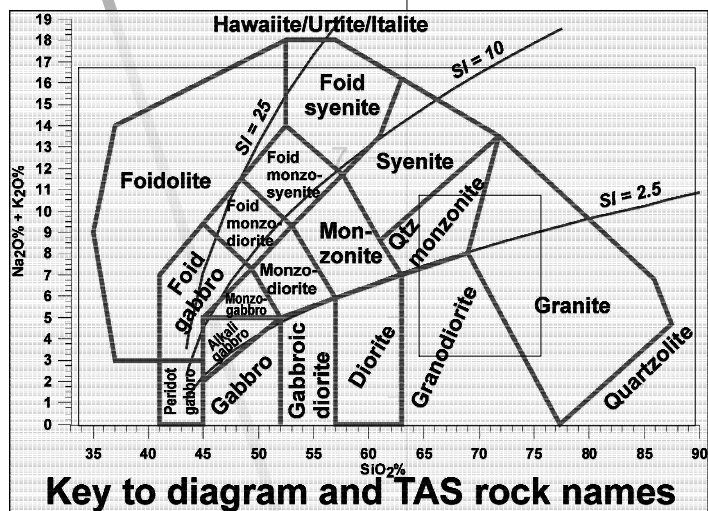 Hawaiite/Urtite/Italite
19
18
17
16
15
14
13
12
11
10
9
8
7
6
5
4
3
2
1
0
Na2O% + K2O%
Foid
syenite
SI = 10
SI = 25
Foidolite
Foid
monzo-
syenite
Syenite
7
Foid
monzo-
diorite
Mon-
zonite
Qtz
monzonite
SI = 2.5
Foid
gabbro
Monzo-
diorite
Monzo-
gabbro
Alkali
gabbro
Peridot
gabbro
Gabbro
Gabbroic
diorite
Diorite
Granodiorite
Granite
Quartzolite
35
40
45
50
55
60
65
70
75
80
85
90
SiO2%
Key to diagram and TAS rock names